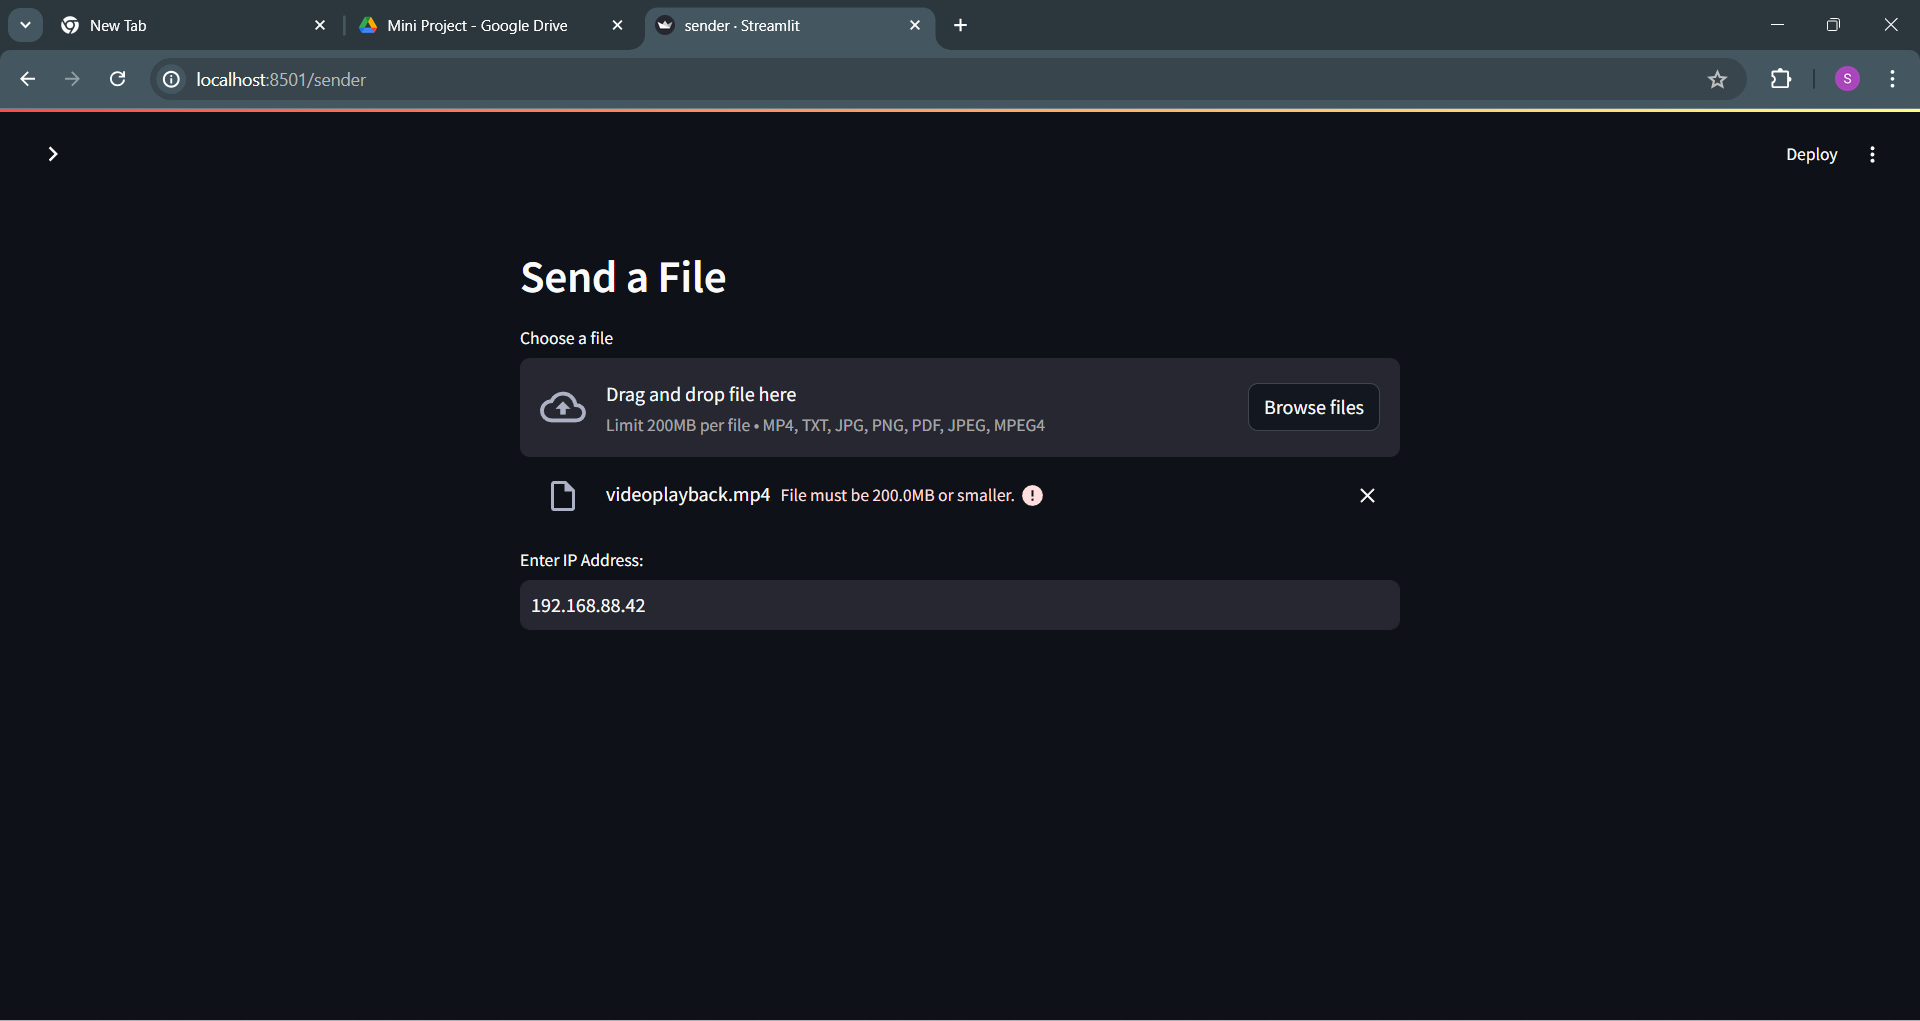 New Tab
Mini Project - Google Drive
sender · Streamlit
localhost:8501/sender
S
Deploy
Send a File
Choose a file
Drag and drop file here
Limit 200MB per file • MP4, TXT, JPG, PNG, PDF, JPEG, MPEG4
Browse files
videoplayback.mp4 File must be 200.0MB or smaller.
Enter IP Address:
192.168.88.42